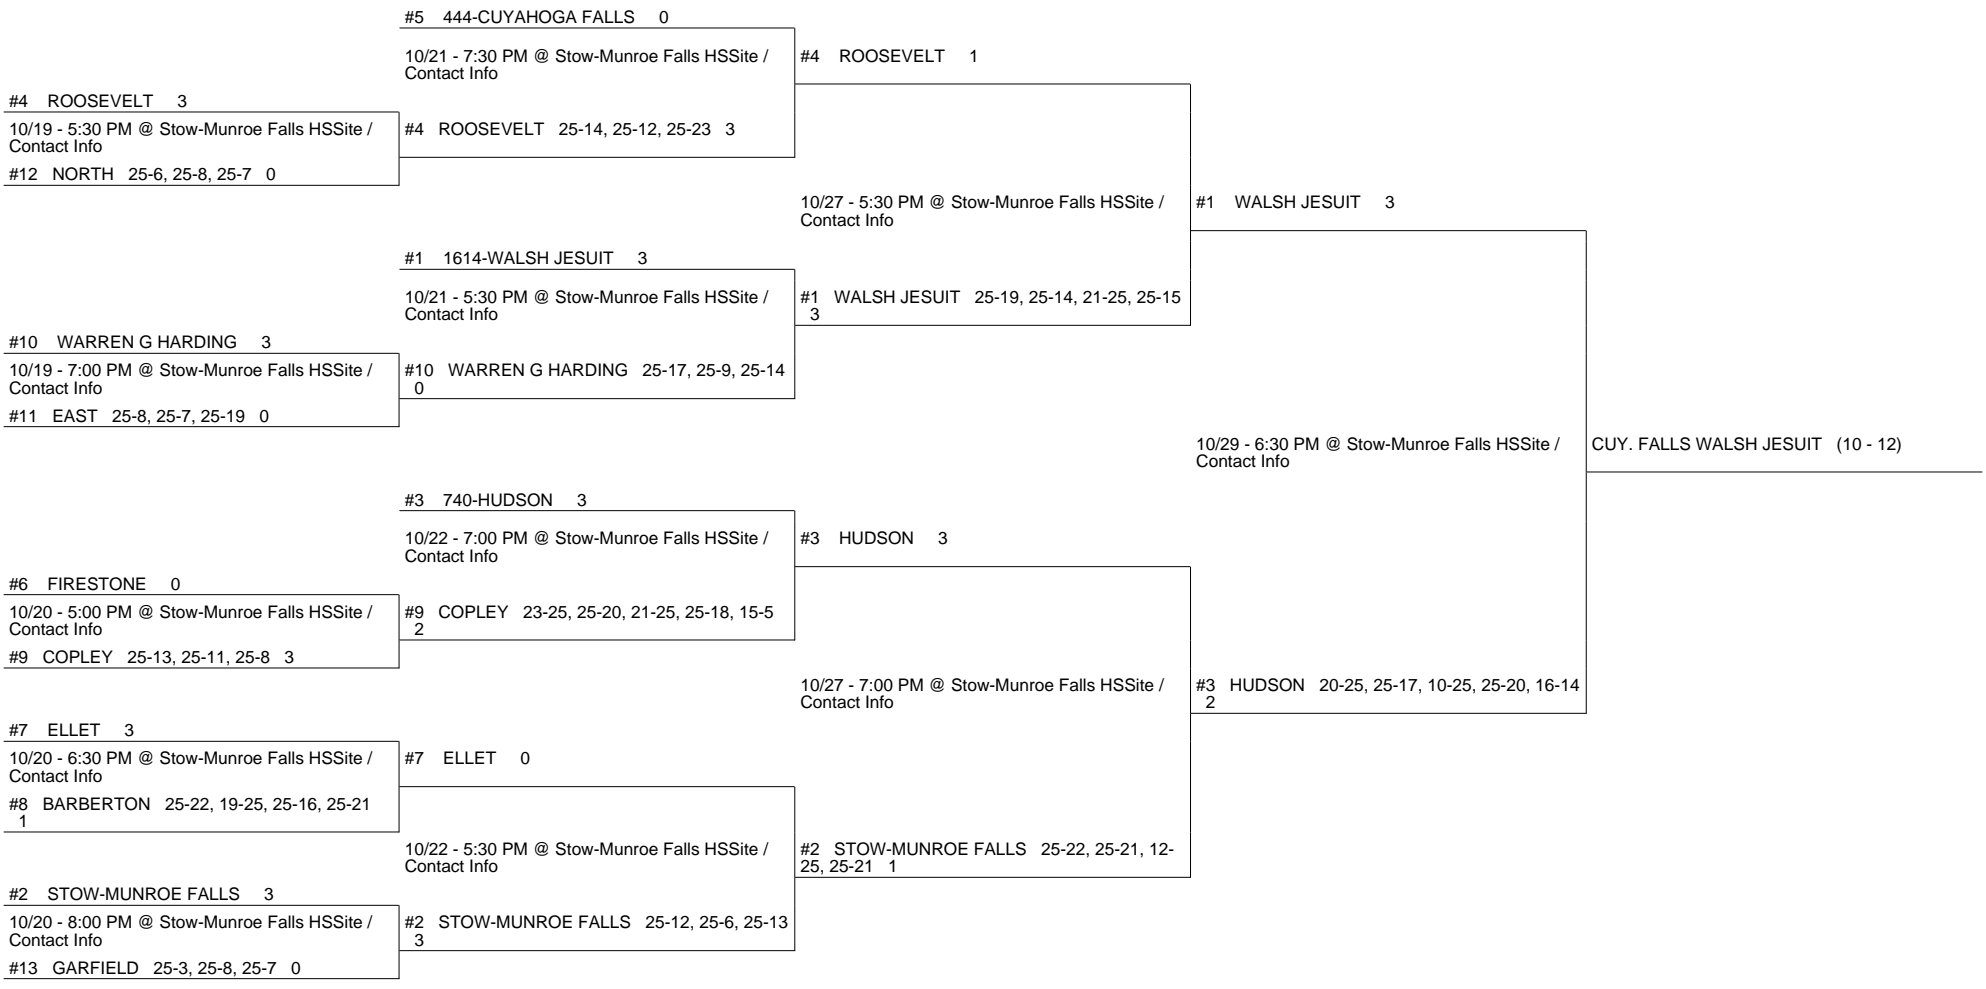 #5 444-CUYAHOGA FALLS 0
10/21 - 7:30 PM @ Stow-Munroe Falls HSSite /
Contact Info
#4 ROOSEVELT 1
#4 ROOSEVELT 3
10/19 - 5:30 PM @ Stow-Munroe Falls HSSite /
Contact Info
#4 ROOSEVELT 25-14, 25-12, 25-23 3
#12 NORTH 25-6, 25-8, 25-7 0
10/27 - 5:30 PM @ Stow-Munroe Falls HSSite /
Contact Info
#1 WALSH JESUIT 3
#1 1614-WALSH JESUIT 3
10/21 - 5:30 PM @ Stow-Munroe Falls HSSite /
Contact Info
#1 WALSH JESUIT 25-19, 25-14, 21-25, 25-15
3
#10 WARREN G HARDING 3
10/19 - 7:00 PM @ Stow-Munroe Falls HSSite /
Contact Info
#10 WARREN G HARDING 25-17, 25-9, 25-14
0
#11 EAST 25-8, 25-7, 25-19 0
10/29 - 6:30 PM @ Stow-Munroe Falls HSSite /
Contact Info
CUY. FALLS WALSH JESUIT (10 - 12)
#3 740-HUDSON 3
10/22 - 7:00 PM @ Stow-Munroe Falls HSSite /
Contact Info
#3 HUDSON 3
#6 FIRESTONE 0
10/20 - 5:00 PM @ Stow-Munroe Falls HSSite /
Contact Info
#9 COPLEY 23-25, 25-20, 21-25, 25-18, 15-5
2
#9 COPLEY 25-13, 25-11, 25-8 3
10/27 - 7:00 PM @ Stow-Munroe Falls HSSite /
Contact Info
#3 HUDSON 20-25, 25-17, 10-25, 25-20, 16-14
2
#7 ELLET 3
10/20 - 6:30 PM @ Stow-Munroe Falls HSSite /
Contact Info
#7 ELLET 0
#8 BARBERTON 25-22, 19-25, 25-16, 25-21
1
10/22 - 5:30 PM @ Stow-Munroe Falls HSSite /
Contact Info
#2 STOW-MUNROE FALLS 25-22, 25-21, 12-
25, 25-21 1
#2 STOW-MUNROE FALLS 3
10/20 - 8:00 PM @ Stow-Munroe Falls HSSite /
Contact Info
#2 STOW-MUNROE FALLS 25-12, 25-6, 25-13
3
#13 GARFIELD 25-3, 25-8, 25-7 0